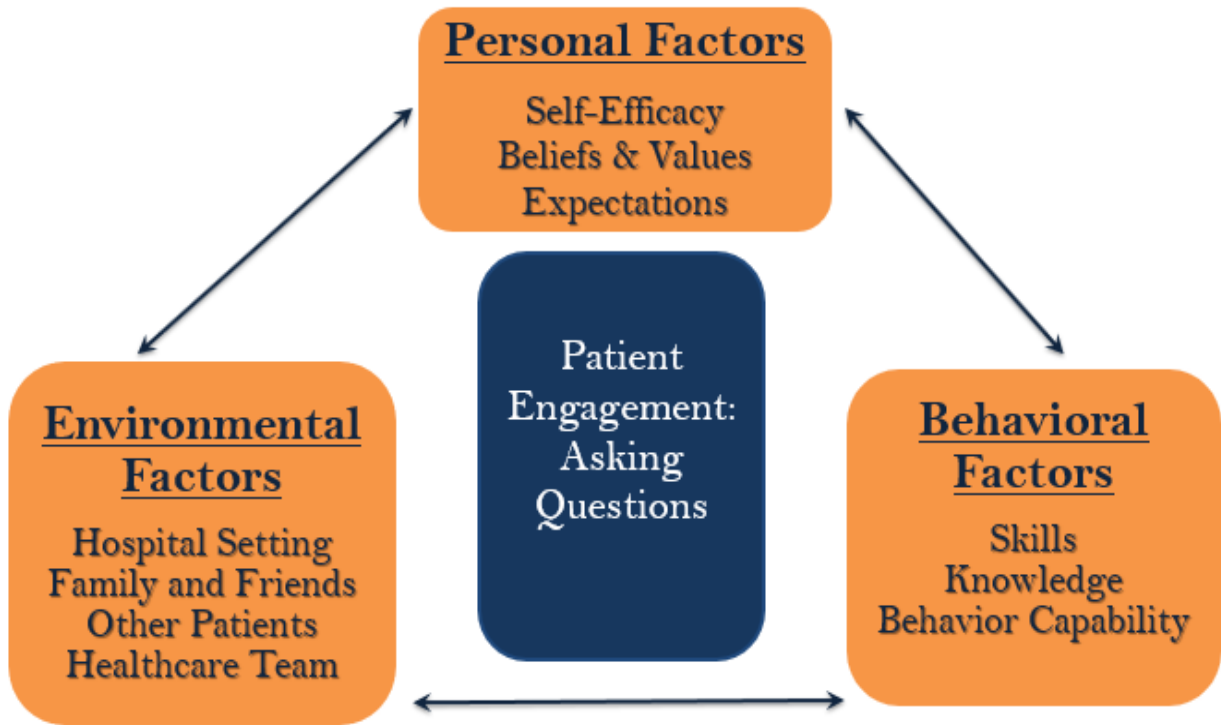 Personal Factors
Self-Efficacy
Beliefs & Values
Expectations
Patient
Engagement:
Asking
Questions
Environmental
Factors
Hospital Setting
Family and Friends
Other Patients
Healthcare Team
Behavioral
Factors
Skills
Knowledge
Behavior Capability